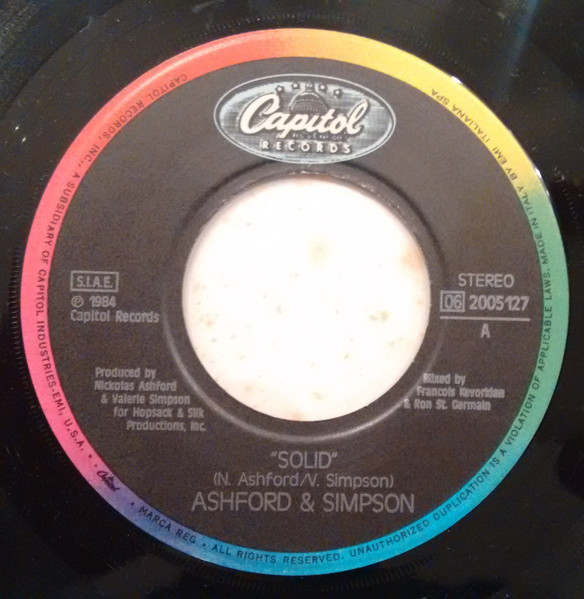 Capitol
RECORDS
S.I.A.E.
℗ 1984
Capitol Records
STEREO
06 2005127
A
Produced by
Nickolas Ashford
& Valerie Simpson
for Hopsack & Silk
Productions, Inc.
Mixed by
Francois Kevorkian
& Ron St. Germain
"SOLID"
(N. Ashford/V. Simpson)
ASHFORD & SIMPSON
CAPITOL RECORDS, INC., A SUBSIDIARY OF CAPITOL INDUSTRIES-EMI, U.S.A. • Capitol • MARCA REG • ALL RIGHTS RESERVED. UNAUTHORIZED DUPLICATION IS A VIOLATION OF APPLICABLE LAWS. MADE IN ITALY BY EMI ITALIANA SPA